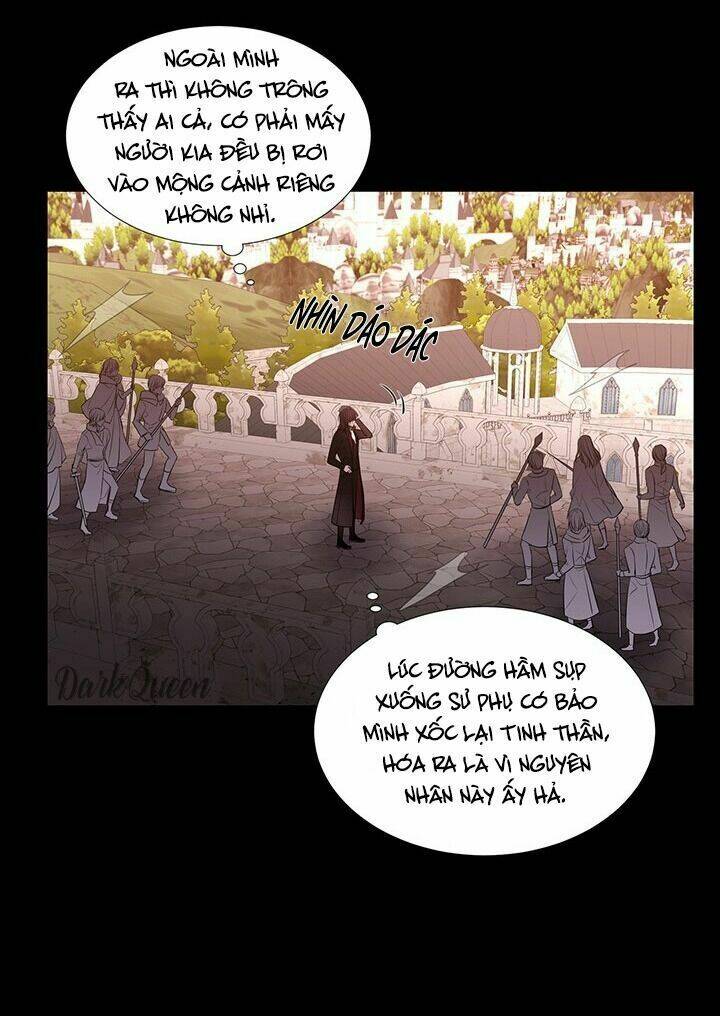 NGOÀI MÌNH
RA THÌ KHÔNG TRÔNG
THẤY AI CẢ, CÓ PHẢI MẤY
NGƯỜI KIA ĐỀU BỊ RƠI
VÀO MỘNG CẢNH RIÊNG
KHÔNG NHỈ.
NHÌN DÁO DÁC
DarkQueen
LÚC ĐƯỜNG HẦM SỤP
XUỐNG SƯ PHỤ CÓ BẢO
MÌNH XỐC LẠI TINH THẦN,
HÓA RA LÀ VÌ NGUYÊN
NHÂN NÀY ẤY HẢ.